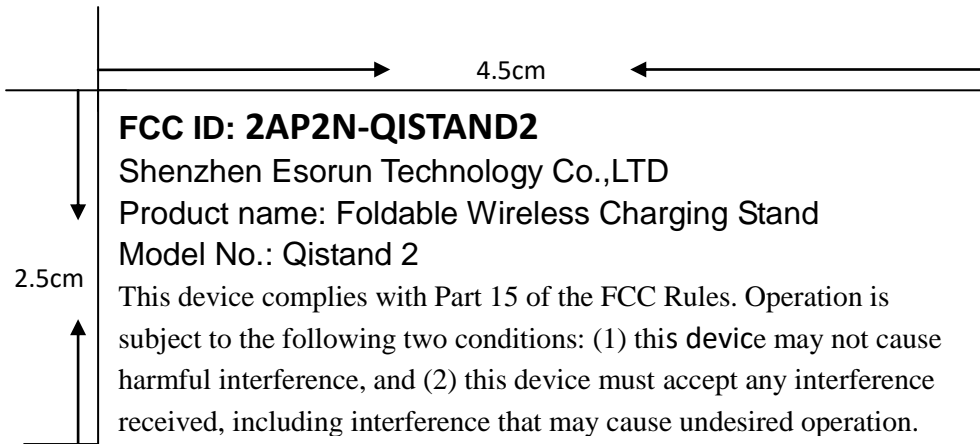 4.5cm
FCC ID: 2AP2N-QISTAND2
Shenzhen Esorun Technology Co.,LTD
Product name: Foldable Wireless Charging Stand
Model No.: Qistand 2
2.5cm
This device complies with Part 15 of the FCC Rules. Operation is
subject to the following two conditions: (1) this device may not cause
harmful interference, and (2) this device must accept any interference
received, including interference that may cause undesired operation.